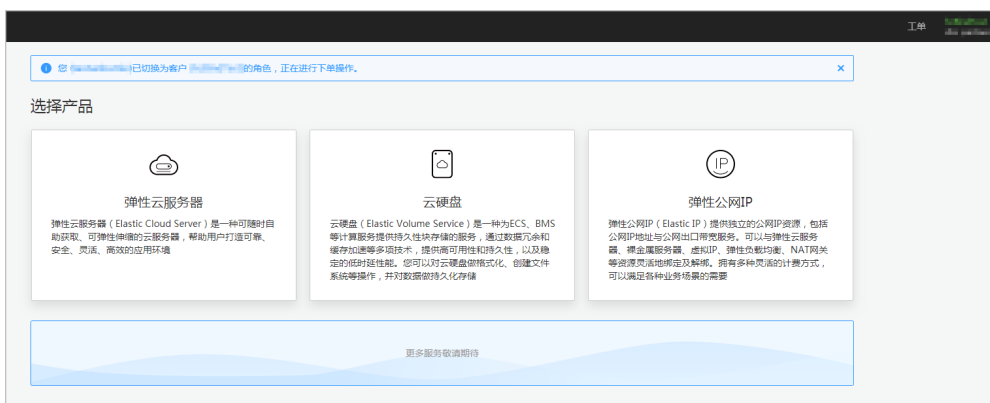 工单
您 已切换为客户 的角色，正在进行下单操作。
选择产品
弹性云服务器
弹性云服务器（Elastic Cloud Server）是一种可随时自
助获取、可弹性伸缩的云服务器，帮助用户打造可靠、
安全、灵活、高效的应用环境
云硬盘
云硬盘（Elastic Volume Service）是一种为ECS、BMS
等计算服务提供持久性块存储的服务，通过数据冗余和
缓存加速等多项技术，提供高可用性和持久性，以及稳
定的低时延性能。您可以对云硬盘做格式化、创建文件
系统等操作，并对数据做持久化存储
IP
弹性公网IP
弹性公网IP（Elastic IP）提供独立的公网IP资源，包括
公网IP地址与公网出口带宽服务。可以与弹性云服务
器、裸金属服务器、虚拟IP、弹性负载均衡、NAT网关
等资源灵活地绑定及解绑。拥有多种灵活的计费方式，
可以满足各种业务场景的需要
更多服务敬请期待